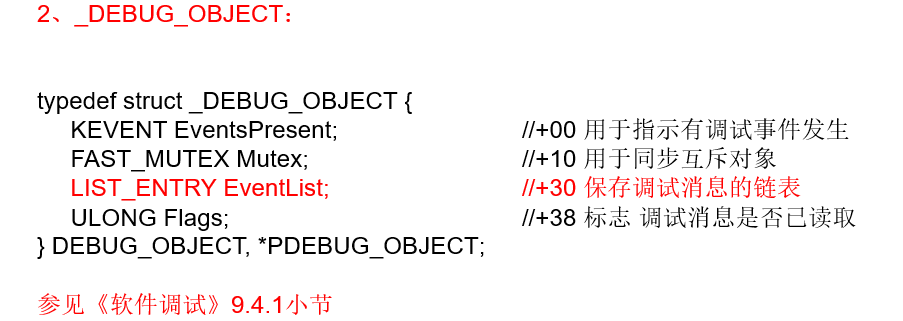 2、_DEBUG_OBJECT：
typedef struct _DEBUG_OBJECT {
KEVENT EventsPresent; //+00 用于指示有调试事件发生
FAST_MUTEX Mutex; //+10 用于同步互斥对象
LIST_ENTRY EventList; //+30 保存调试消息的链表
ULONG Flags; //+38 标志 调试消息是否已读取
} DEBUG_OBJECT, *PDEBUG_OBJECT;
参见《软件调试》9.4.1小节